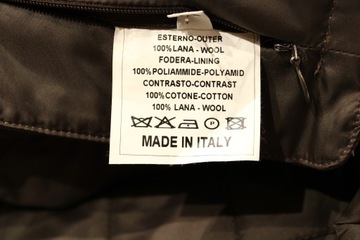 ESTERNO-OUTER
100% LANA - WOOL
FODERA-LINING
100% POLIAMMIDE-POLYAMID
CONTRASTO-CONTRAST
100% COTONE-COTTON
100% LANA - WOOL
P
MADE IN ITALY